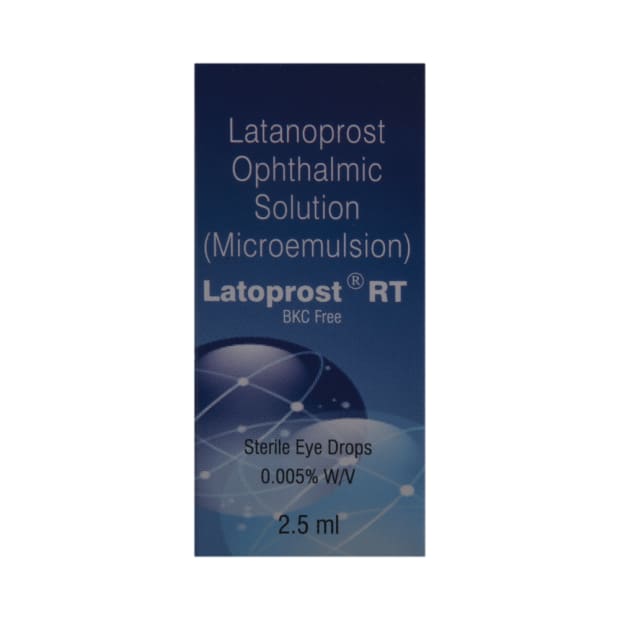 Latanoprost
Ophthalmic
Solution
(Microemulsion)
Latoprost® RT
BKC Free
Sterile Eye Drops
0.005% W/V
2.5 ml